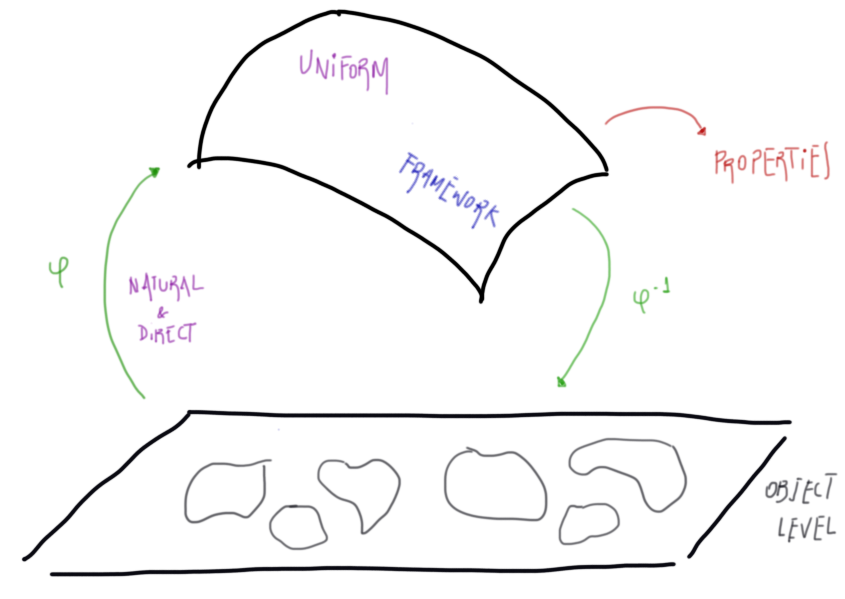 UNIFORM
FRAMEWORK
PROPERTIES
φ
NATURAL
&
DIRECT
φ⁻¹
OBJECT
LEVEL